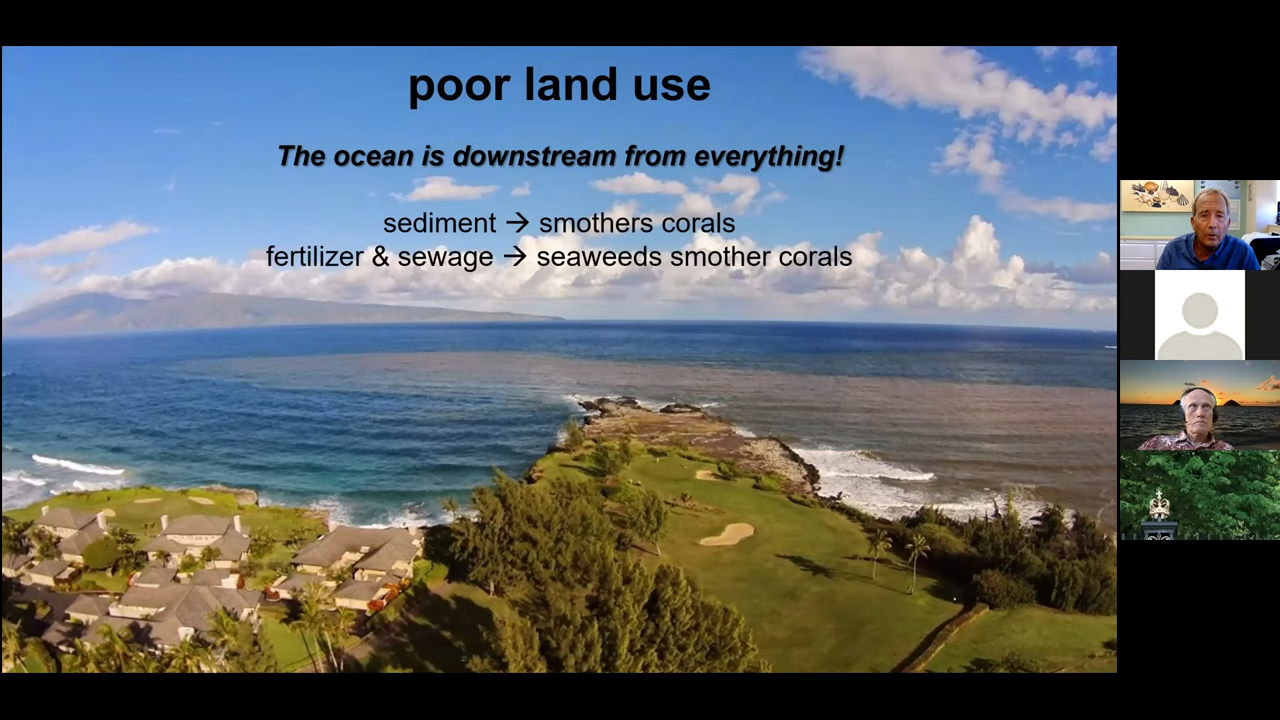 poor land use
The ocean is downstream from everything!
sediment → smothers corals
fertilizer & sewage → seaweeds smother corals